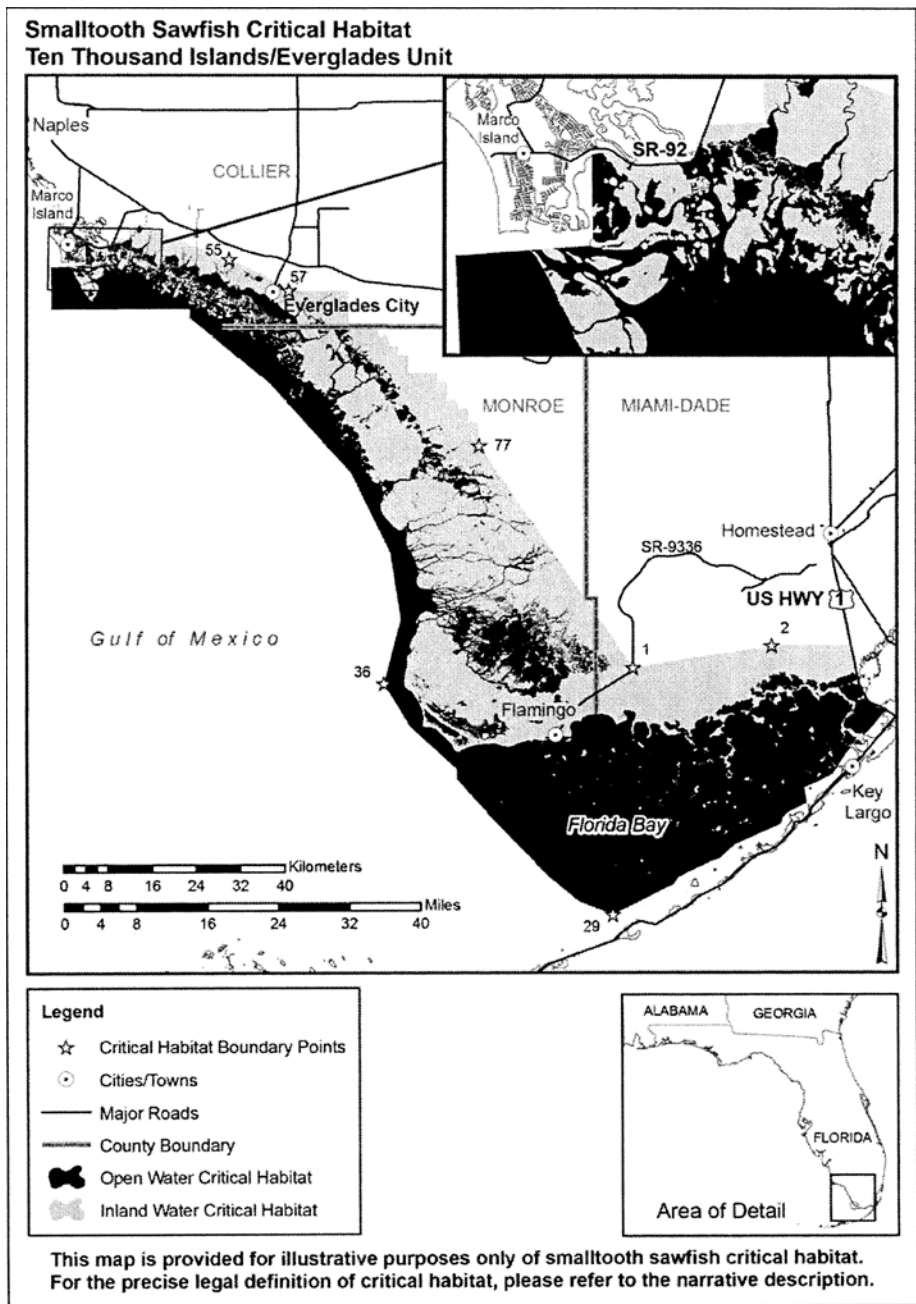 Smalltooth Sawfish Critical Habitat
Ten Thousand Islands/Everglades Unit
Naples
COLLIER
Marco
Island
55
57
Everglades City
Marco
Island
SR-92
MONROE
MIAMI-DADE
77
Homestead
SR-9336
US HWY 1
Gulf of Mexico
1
2
36
Flamingo
Florida Bay
Key
Largo
29
N
Kilometers
0 4 8 16 24 32 40
Miles
0 4 8 16 24 32 40
Legend
Critical Habitat Boundary Points
Cities/Towns
Major Roads
County Boundary
Open Water Critical Habitat
Inland Water Critical Habitat
ALABAMA
GEORGIA
FLORIDA
Area of Detail
This map is provided for illustrative purposes only of smalltooth sawfish critical habitat.
For the precise legal definition of critical habitat, please refer to the narrative description.